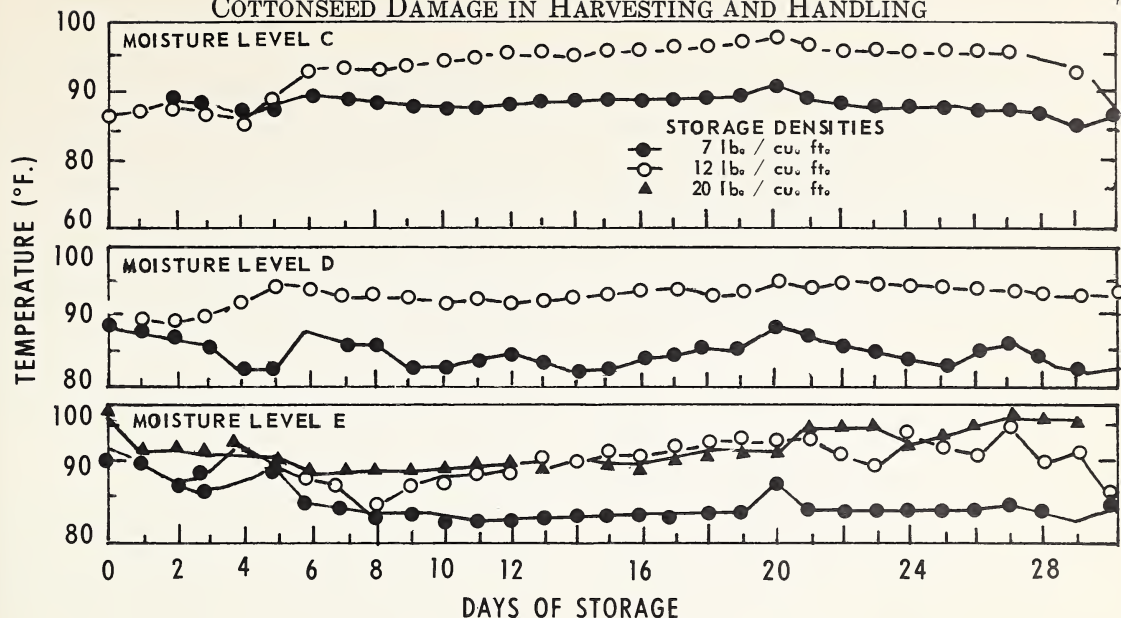 COTTONSEED DAMAGE IN HARVESTING AND HANDLING
100
MOISTURE LEVEL C
90
STORAGE DENSITIES
7 lb. / cu. ft.
12 lb. / cu. ft.
20 lb. / cu. ft.
80
60
100
MOISTURE LEVEL D
90
80
100
MOISTURE LEVEL E
90
80
TEMPERATURE (°F.)
0 2 4 6 8 10 12 16 20 24 28
DAYS OF STORAGE